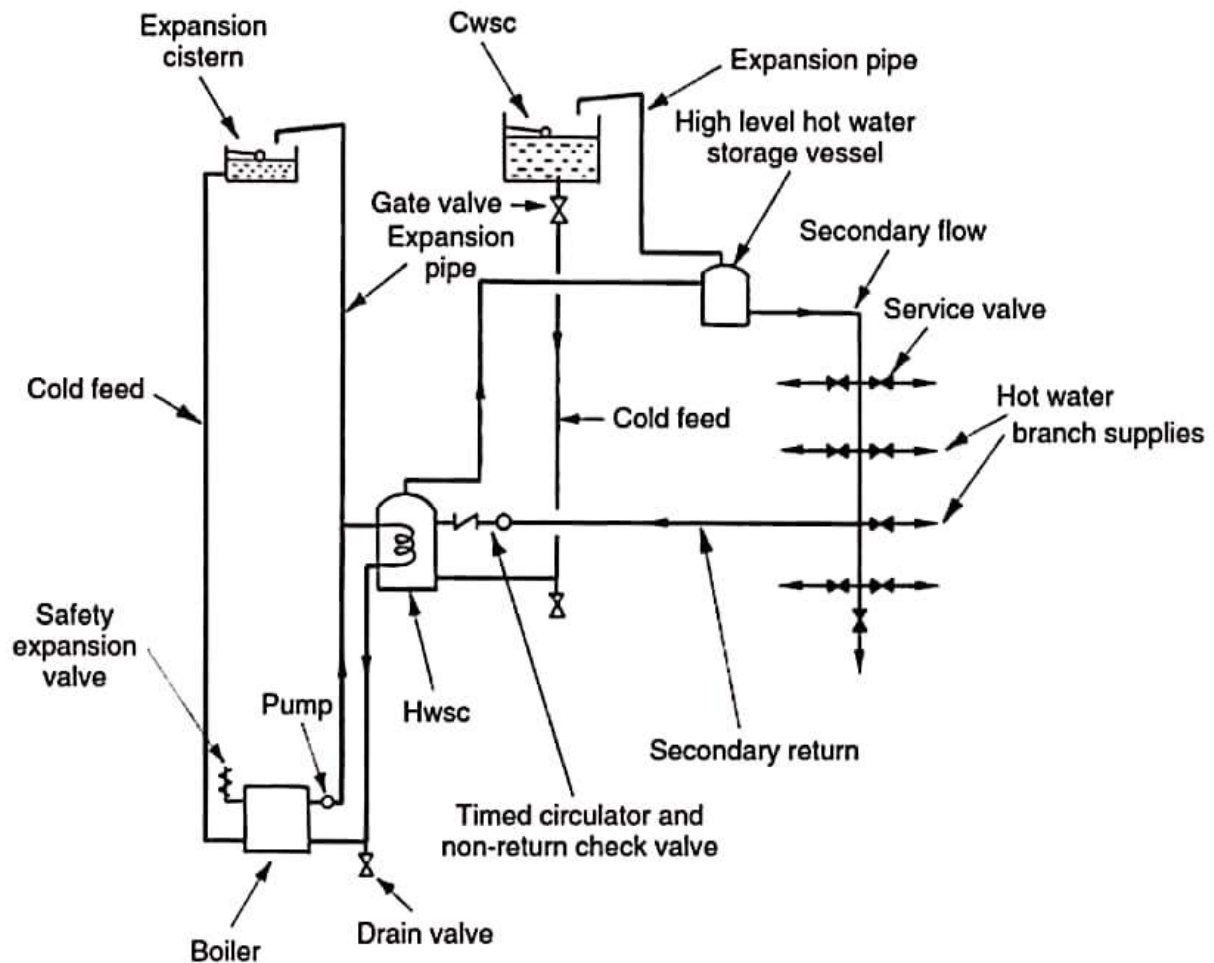 Expansion
cistern
Cwsc
Expansion pipe
High level hot water
storage vessel
Gate valve
Expansion
pipe
Secondary flow
Service valve
Cold feed
Cold feed
Hot water
branch supplies
Safety
expansion
valve
Pump
Hwsc
Secondary return
Timed circulator and
non-return check valve
Drain valve
Boiler